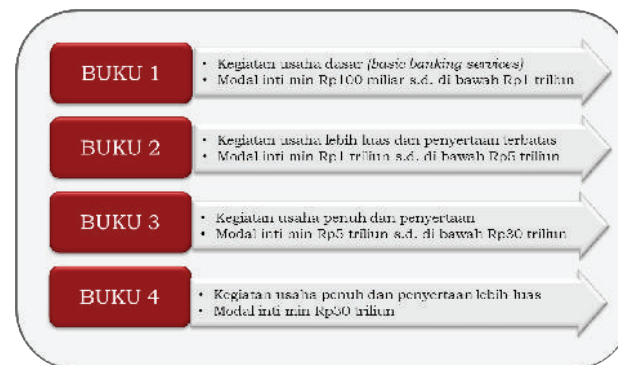 BUKU 1
• Kegiatan usaha dasar (basic banking services)
• Modal inti min Rp100 miliar s.d. di bawah Rp1 triliun
BUKU 2
• Kegiatan usaha lebih luas dan penyertaan terbatas
• Modal inti min Rp1 triliun s.d. di bawah Rp5 triliun
BUKU 3
• Kegiatan usaha penuh dan penyertaan
• Modal inti min Rp5 triliun s.d. di bawah Rp30 triliun
BUKU 4
• Kegiatan usaha penuh dan penyertaan lebih luas
• Modal inti min Rp30 triliun